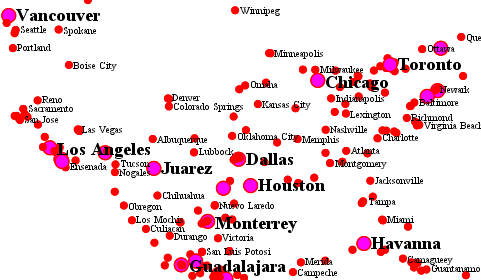 Winnipeg
Vancouver
Seattle
Spokane
Que
Portland
Ottawa
Minneapolis
Boise City
Toronto
Milwaukee
Chicago
Omaha
Newark
Reno
Denver
Indianapolis
Baltimore
Sacramento
Colorado Springs
Kansas City
San Jose
Lexington
Richmond
Virginia Beach
Las Vegas
Nashville
Albuquerque
Oklahoma City
Memphis
Charlotte
Los Angeles
Lubbock
Atlanta
Dallas
Ensenada
Tucson
Montgomery
Nogales
Juarez
Jacksonville
Houston
Chihuahua
Obregon
Nuevo Laredo
Tampa
Los Mochis
Miami
Monterrey
Culiacan
Durango
Victoria
Havanna
San Luis Potosi
Camaguey
Guadalajara
Merida
Guantanamo
Campeche